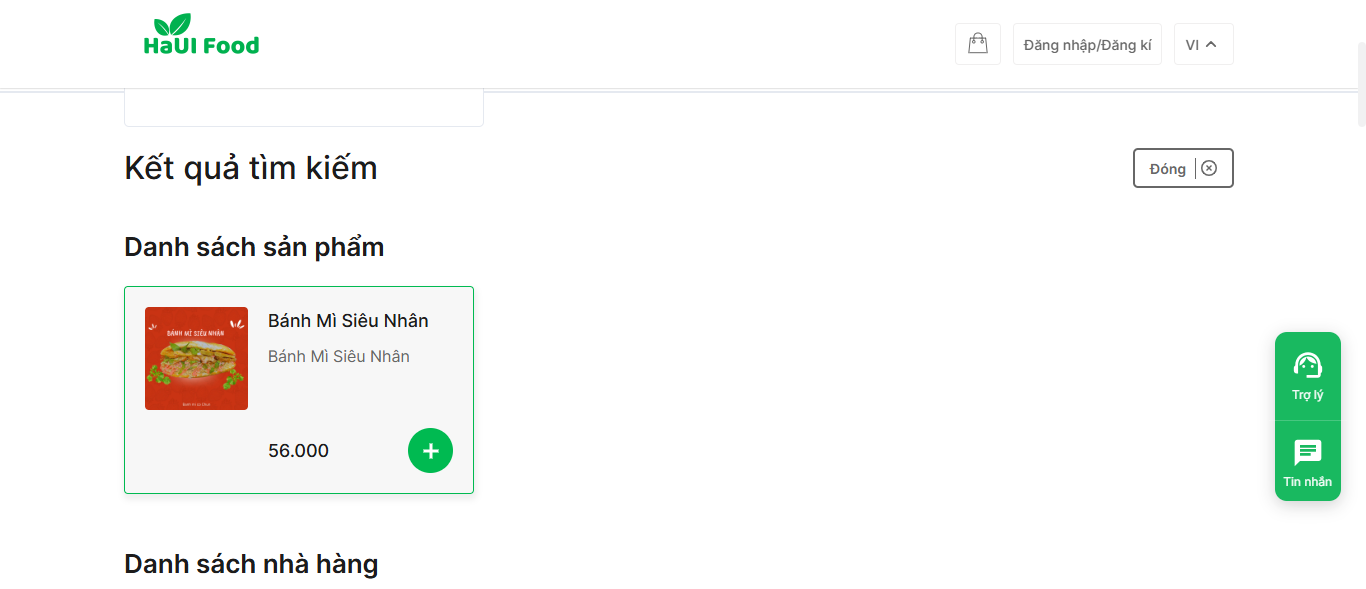 HaUI Food
Đăng nhập/Đăng kí
VI
Kết quả tìm kiếm
Đóng
Danh sách sản phẩm
BÁNH MÌ SIÊU NHÂN
Bánh Mì Siêu Nhân
Bánh Mì Siêu Nhân
56.000
Trợ lý
Tin nhắn
Danh sách nhà hàng